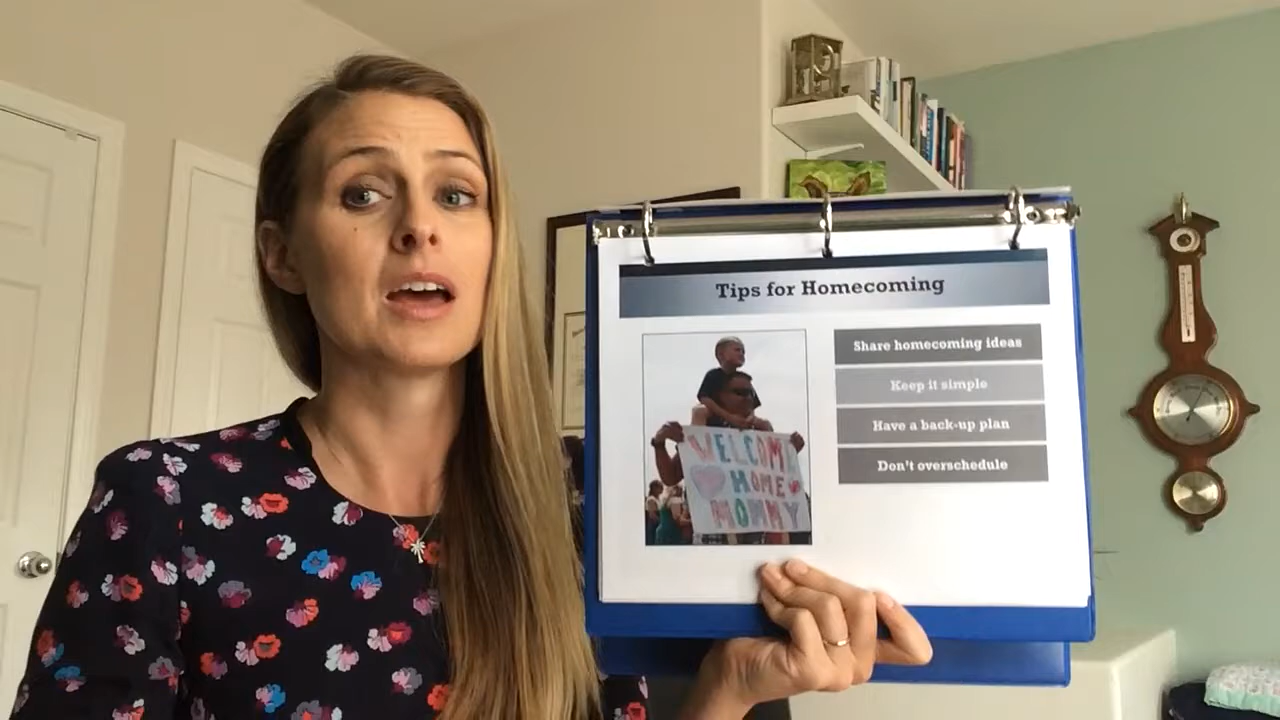 Tips for Homecoming
Share homecoming ideas
Keep it simple
Have a back-up plan
Don't overschedule
WELCOME
HOME
MOMMY